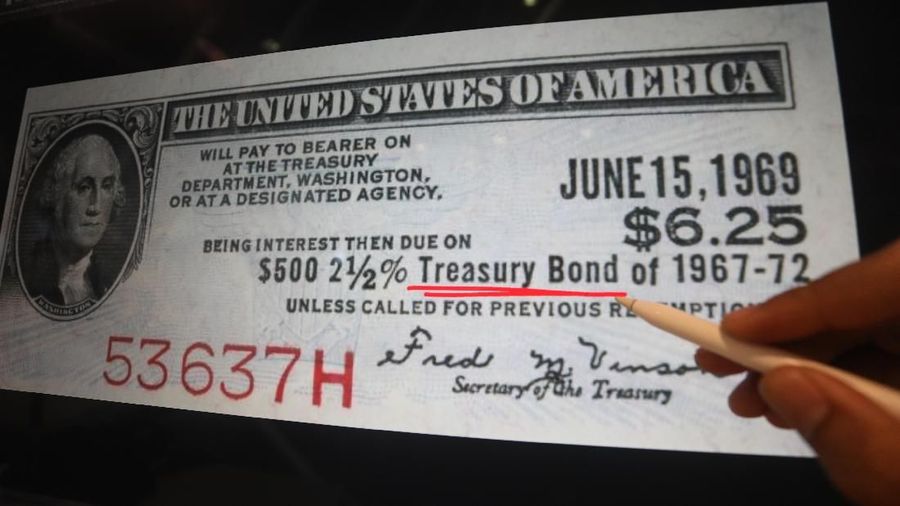 THE UNITED STATES OF AMERICA
WILL PAY TO BEARER ON
AT THE TREASURY
DEPARTMENT, WASHINGTON,
OR AT A DESIGNATED AGENCY.
JUNE 15, 1969
$6.25
BEING INTEREST THEN DUE ON
$500 2½% Treasury Bond of 1967-72
UNLESS CALLED FOR PREVIOUS
WASHINGTON
53637H
Fred M. Vinson
Secretary of the Treasury